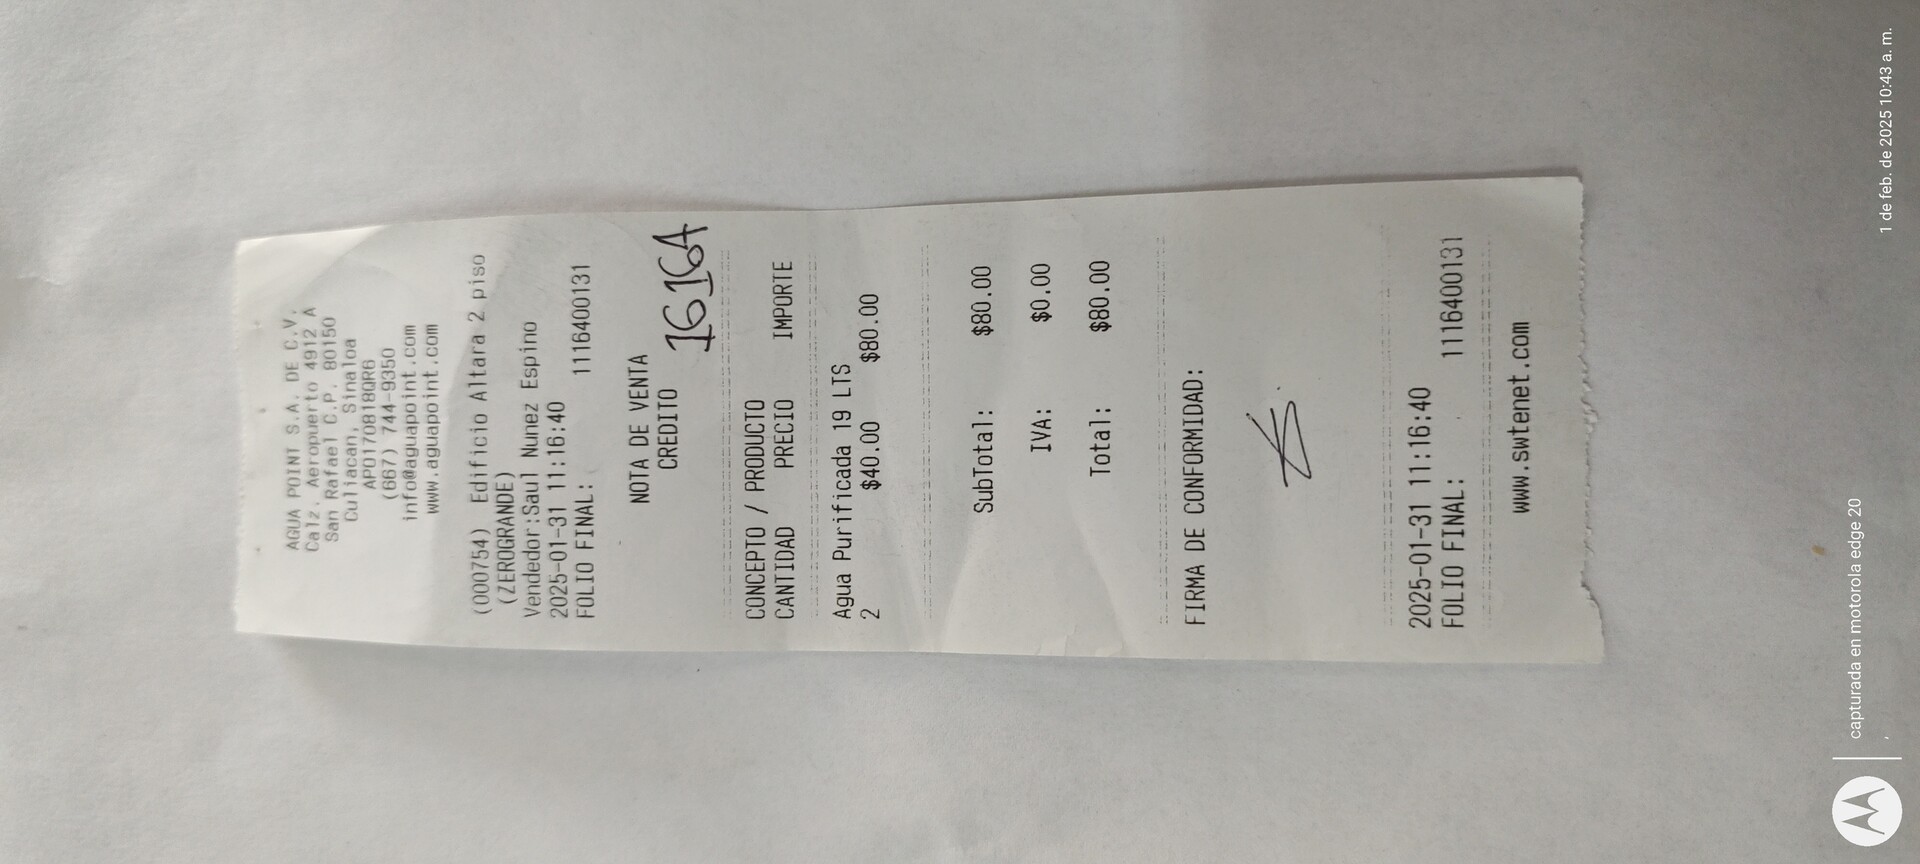 AGUA POINT S.A. DE C.V.
Calz. Aeropuerto 4912 A
San Rafael C.P. 80150
Culiacan, Sinaloa
APO170818QR6
(667) 744-9350
info@aguapoint.com
www.aguapoint.com
(000754) Edificio Altara 2 piso
(ZEROGRANDE)
Vendedor:Saul Nunez Espino
2025-01-31 11:16:40
FOLIO FINAL: 1116400131
NOTA DE VENTA
CREDITO
16164
CONCEPTO / PRODUCTO
CANTIDAD PRECIO IMPORTE
Agua Purificada 19 LTS
2 $40.00 $80.00
SubTotal: $80.00
IVA: $0.00
Total: $80.00
FIRMA DE CONFORMIDAD:
2025-01-31 11:16:40
FOLIO FINAL: 1116400131
www.swtenet.com
capturada en motorola edge 20
1 de feb. de 2025 10:43 a. m.